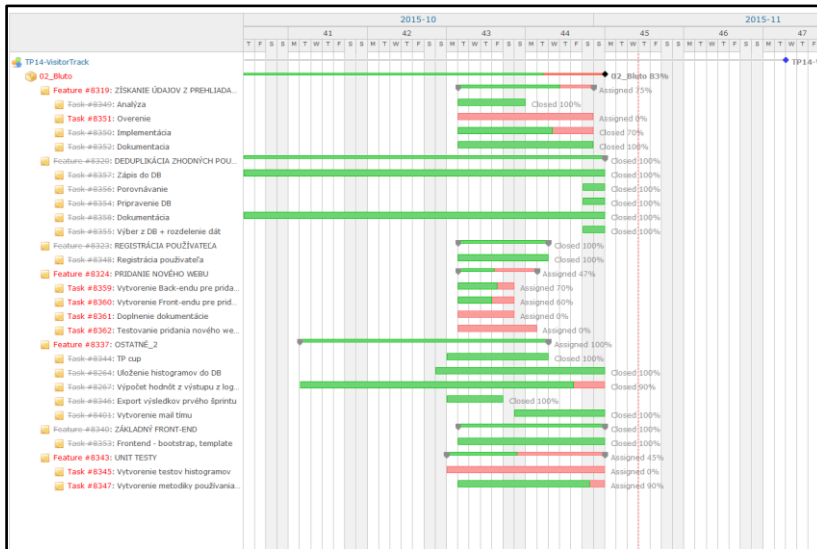 2015-10 2015-11
41 42 43 44 45 46 47
T F S S M T W T F S S M T W T F S S M T W T F S S M T W T F S S M T W T F S S M T W T F S S M T W
TP14-VisitorTrack
02_Bluto 02_Bluto 83%
Feature #8319: ZÍSKANIE ÚDAJOV Z PREHLIADA... Assigned 75%
Task #8349: Analýza Closed 100%
Task #8351: Overenie Assigned 0%
Task #8350: Implementácia Closed 70%
Task #8352: Dokumentacia Closed 100%
Feature #8320: DEDUPLIKÁCIA ZHODNÝCH POU... Closed 100%
Task #8357: Zápis do DB Closed 100%
Task #8356: Porovnávanie Closed 100%
Task #8354: Pripravenie DB Closed 100%
Task #8358: Dokumentácia Closed 100%
Task #8355: Výber z DB + rozdelenie dát Closed 100%
Feature #8323: REGISTRÁCIA POUŽÍVATEĽA Closed 100%
Task #8348: Registrácia použivateľa Closed 100%
Feature #8324: PRIDANIE NOVÉHO WEBU Assigned 47%
Task #8359: Vytvorenie Back-endu pre prida... Assigned 70%
Task #8360: Vytvorenie Front-endu pre prid... Assigned 60%
Task #8361: Doplnenie dokumentácie Assigned 0%
Task #8362: Testovanie pridania nového we... Assigned 0%
Feature #8337: OSTATNÉ_2 Assigned 100%
Task #8344: TP cup Closed 100%
Task #8264: Uloženie histogramov do DB Closed 100%
Task #8267: Výpočet hodnôt z výstupu z log... Closed 90%
Task #8346: Export výsledkov prvého šprintu Closed 100%
Task #8401: Vytvorenie mail tímu Closed 100%
Feature #8340: ZÁKLADNÝ FRONT-END Closed 100%
Task #8353: Frontend - bootstrap, template Closed 100%
Feature #8343: UNIT TESTY Assigned 45%
Task #8345: Vytvorenie testov histogramov Assigned 0%
Task #8347: Vytvorenie metodiky používania... Assigned 90%